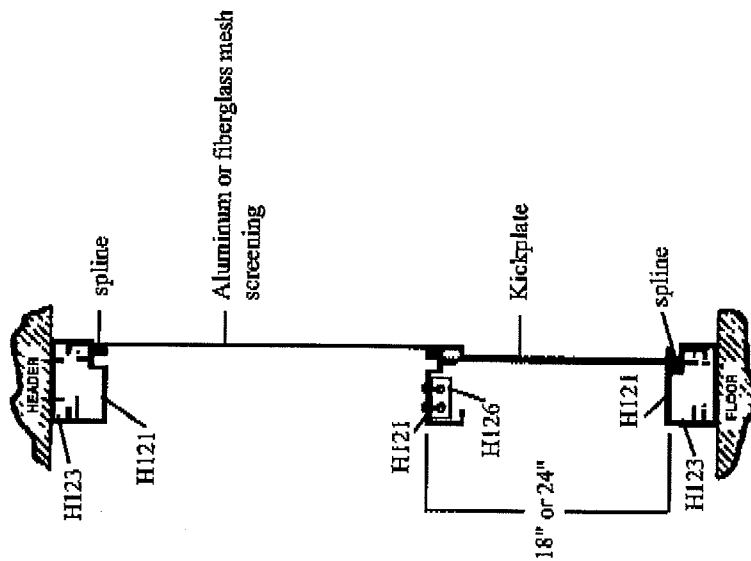 HEADER
H123
spline
H121
Aluminum or fiberglass mesh
screening
H121
H126
Kickplate
18" or 24"
spline
H121
H123
FLOOR